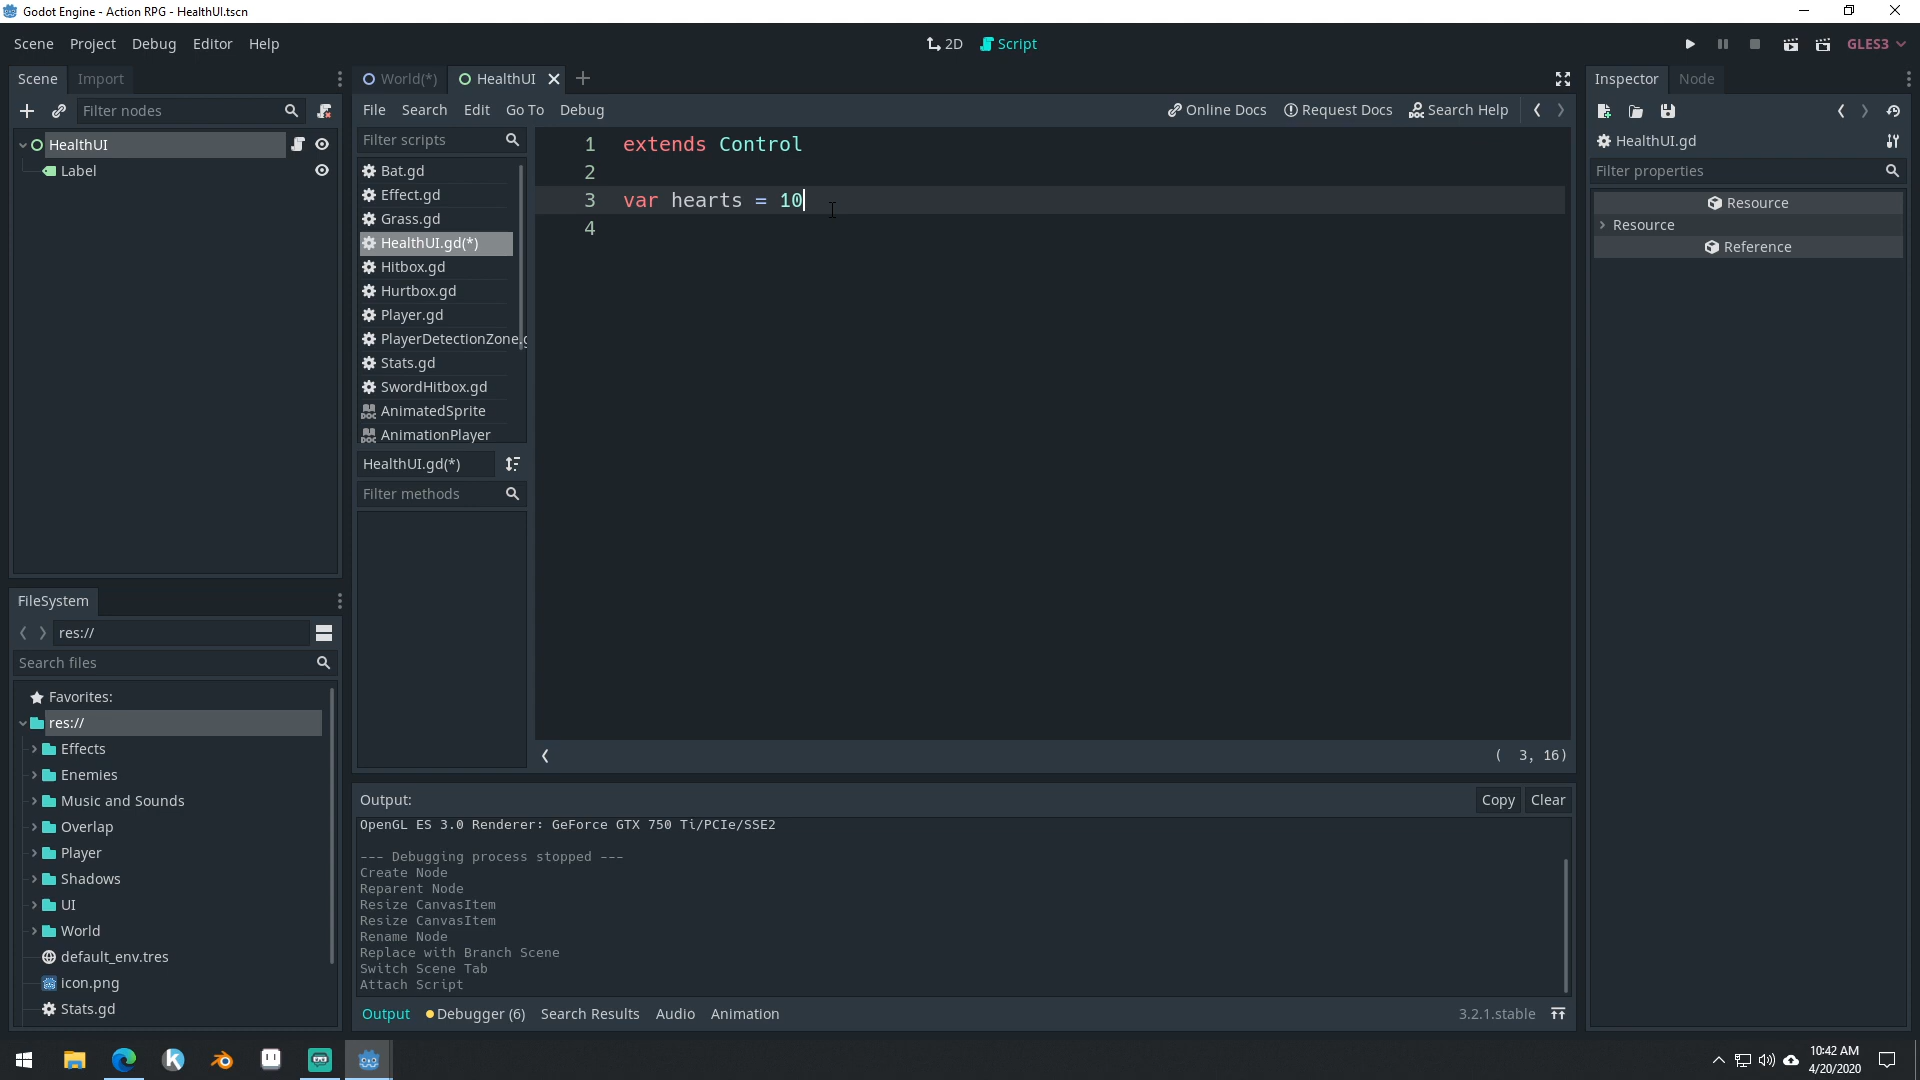 Godot Engine - Action RPG - HealthUI.tscn
Scene Project Debug Editor Help
2D Script
GLES3
Scene Import
Filter nodes
HealthUI
Label
World(*) HealthUI
File Search Edit Go To Debug
Online Docs Request Docs Search Help
Filter scripts
Bat.gd
Effect.gd
Grass.gd
HealthUI.gd(*)
Hitbox.gd
Hurtbox.gd
Player.gd
PlayerDetectionZone.g
Stats.gd
SwordHitbox.gd
AnimatedSprite
AnimationPlayer
HealthUI.gd(*)
Filter methods
1 extends Control
2
3 var hearts = 10
4
( 3, 16)
Inspector Node
HealthUI.gd
Filter properties
Resource
Resource
Reference
FileSystem
res://
Search files
Favorites:
res://
Effects
Enemies
Music and Sounds
Overlap
Player
Shadows
UI
World
default_env.tres
icon.png
Stats.gd
Output:
Copy Clear
OpenGL ES 3.0 Renderer: GeForce GTX 750 Ti/PCIe/SSE2
--- Debugging process stopped ---
Create Node
Reparent Node
Resize CanvasItem
Resize CanvasItem
Rename Node
Replace with Branch Scene
Switch Scene Tab
Attach Script
Output Debugger (6) Search Results Audio Animation
3.2.1.stable
10:42 AM
4/20/2020